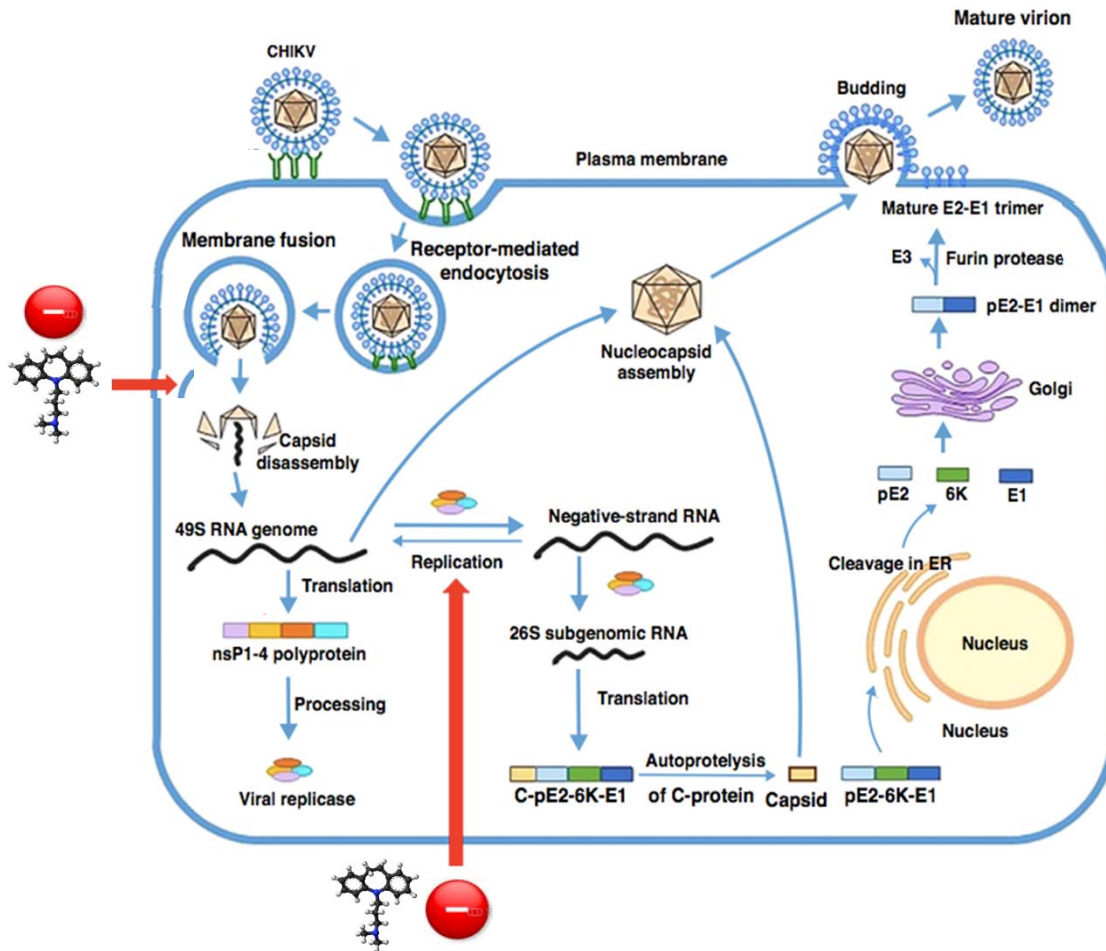 Mature virion
CHIKV
Budding
Plasma membrane
Mature E2-E1 trimer
Membrane fusion
Receptor-mediated
endocytosis
E3
Furin protease
pE2-E1 dimer
Nucleocapsid
assembly
Golgi
Capsid
disassembly
pE2
6K
E1
49S RNA genome
Negative-strand RNA
Replication
Cleavage in ER
Translation
26S subgenomic RNA
nsP1-4 polyprotein
Nucleus
Translation
Processing
Nucleus
Autoprotelysis
of C-protein
Viral replicase
C-pE2-6K-E1
Capsid
pE2-6K-E1